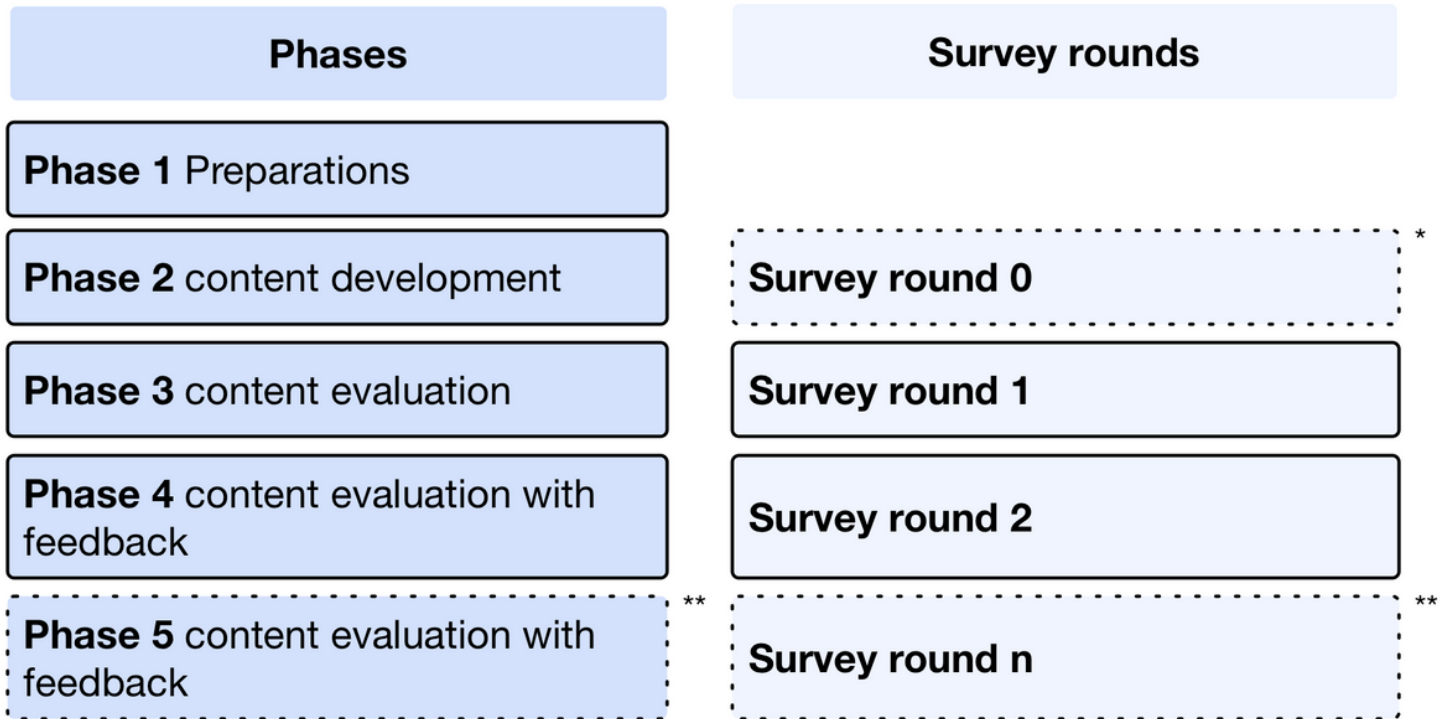 Phases
Survey rounds
Phase 1 Preparations
Phase 2 content development
Survey round 0
*
Phase 3 content evaluation
Survey round 1
Phase 4 content evaluation with
feedback
Survey round 2
Phase 5 content evaluation with
feedback
**
Survey round n
**